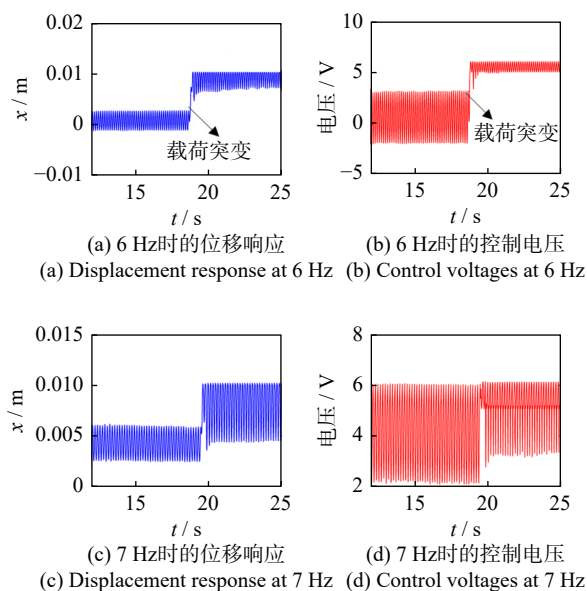 0.02
0.01
0
−0.01
x / m
载荷突变
15 20 25
t / s
(a) 6 Hz时的位移响应
(a) Displacement response at 6 Hz
10
5
0
−5
电压 / V
载荷突变
15 20 25
t / s
(b) 6 Hz时的控制电压
(b) Control voltages at 6 Hz
0.015
0.010
0.005
0
x / m
15 20 25
t / s
(c) 7 Hz时的位移响应
(c) Displacement response at 7 Hz
8
6
4
2
电压 / V
15 20 25
t / s
(d) 7 Hz时的控制电压
(d) Control voltages at 7 Hz